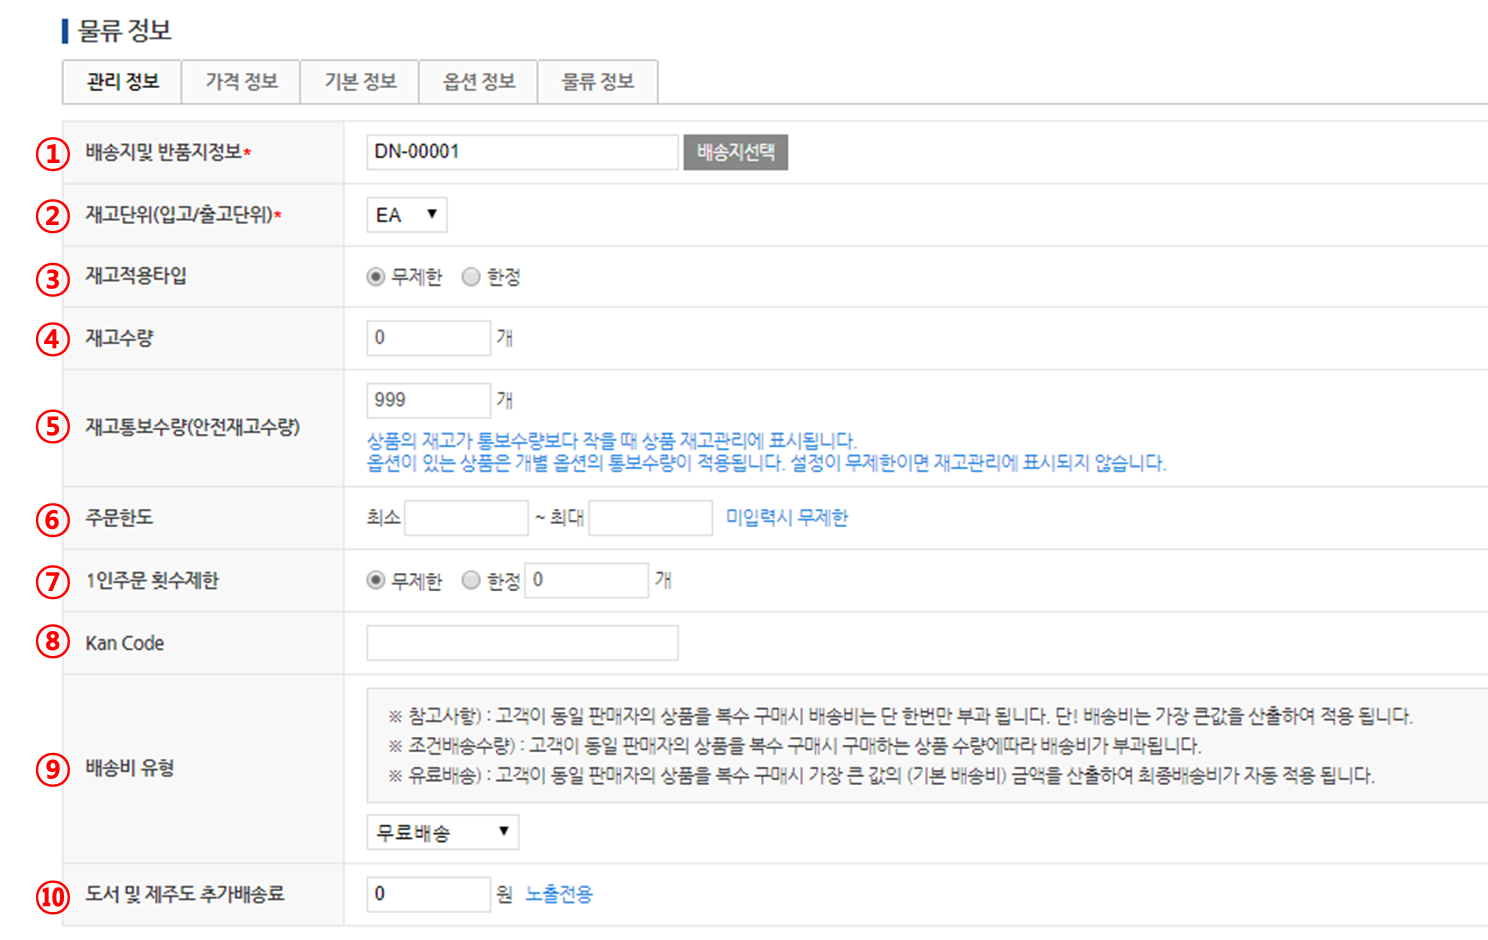 물류 정보
관리 정보 가격 정보 기본 정보 옵션 정보 물류 정보
① 배송지및 반품지정보* DN-00001 배송지선택
② 재고단위(입고/출고단위)* EA ▼
③ 재고적용타입 무제한 한정
④ 재고수량 0 개
999 개
⑤ 재고통보수량(안전재고수량)
상품의 재고가 통보수량보다 작을 때 상품 재고관리에 표시됩니다.
옵션이 있는 상품은 개별 옵션의 통보수량이 적용됩니다. 설정이 무제한이면 재고관리에 표시되지 않습니다.
⑥ 주문한도 최소 ~ 최대 미입력시 무제한
⑦ 1인주문 횟수제한 무제한 한정 0 개
⑧ Kan Code
※ 참고사항) : 고객이 동일 판매자의 상품을 복수 구매시 배송비는 단 한번만 부과 됩니다. 단! 배송비는 가장 큰값을 산출하여 적용 됩니다.
※ 조건배송수량) : 고객이 동일 판매자의 상품을 복수 구매시 구매하는 상품 수량에따라 배송비가 부과됩니다.
⑨ 배송비 유형
※ 유료배송) : 고객이 동일 판매자의 상품을 복수 구매시 가장 큰 값의 (기본 배송비) 금액을 산출하여 최종배송비가 자동 적용 됩니다.
무료배송 ▼
⑩ 도서 및 제주도 추가배송료 0 원 노출전용